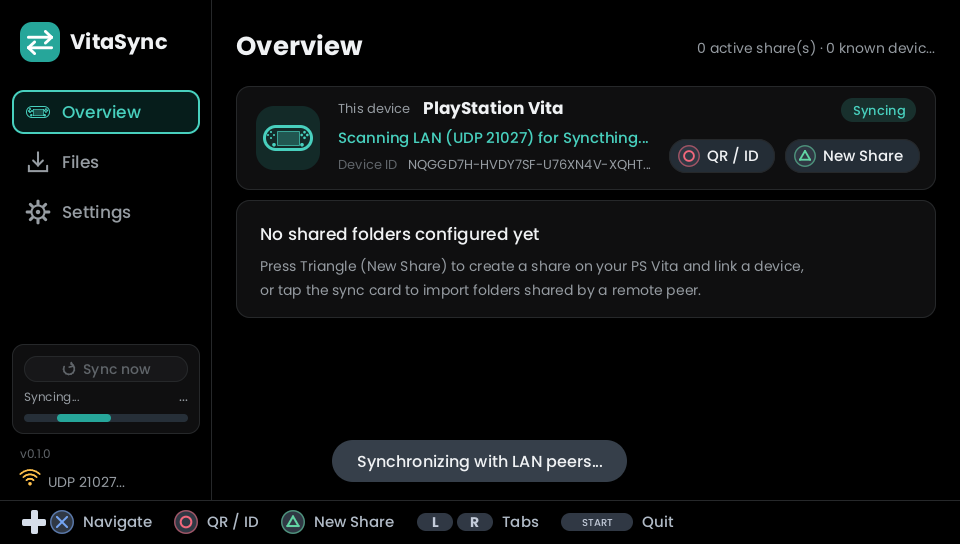 VitaSync
Overview
Files
Settings
Sync now
Syncing... ...
v0.1.0
UDP 21027...
Overview
0 active share(s) · 0 known devic...
This device PlayStation Vita
Syncing
Scanning LAN (UDP 21027) for Syncthing...
Device ID NQGGD7H-HVDY7SF-U76XN4V-XQHT...
QR / ID
New Share
No shared folders configured yet
Press Triangle (New Share) to create a share on your PS Vita and link a device,
or tap the sync card to import folders shared by a remote peer.
Synchronizing with LAN peers...
Navigate QR / ID New Share L R Tabs START Quit